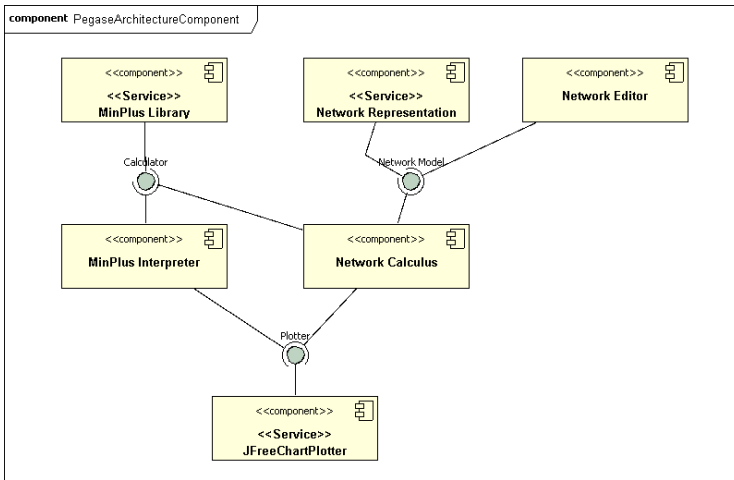 component PegaseArchitectureComponent
<<component>>
<<Service>>
MinPlus Library
<<component>>
<<Service>>
Network Representation
<<component>>
Network Editor
Calculator
Network Model
<<component>>
MinPlus Interpreter
<<component>>
Network Calculus
Plotter
<<component>>
<<Service>>
JFreeChartPlotter